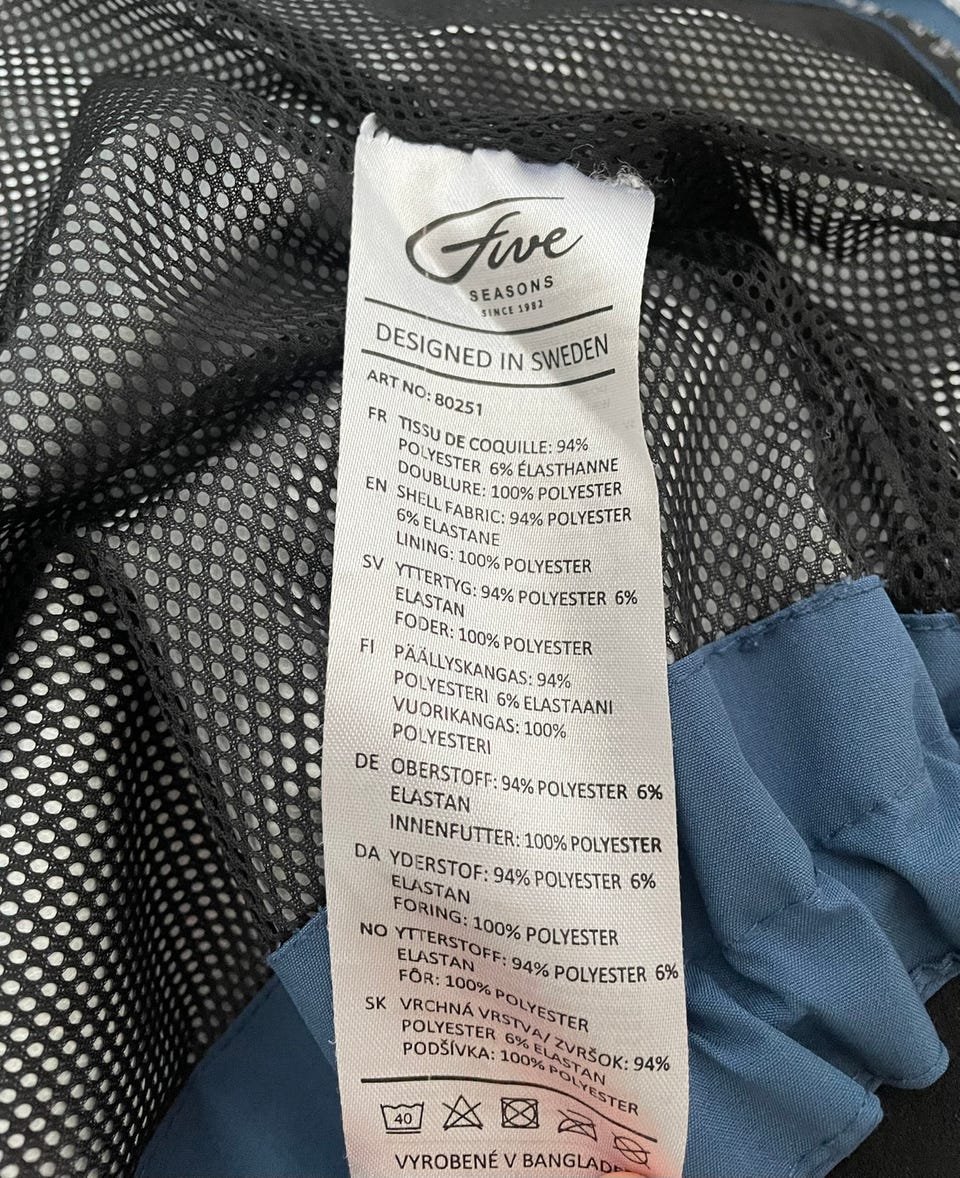 Five
SEASONS
SINCE 1982
DESIGNED IN SWEDEN
ART NO: 80251
FR TISSU DE COQUILLE: 94%
POLYESTER 6% ÉLASTHANNE
DOUBLURE: 100% POLYESTER
EN SHELL FABRIC: 94% POLYESTER
6% ELASTANE
LINING: 100% POLYESTER
SV YTTERTYG: 94% POLYESTER 6%
ELASTAN
FODER: 100% POLYESTER
FI PÄÄLLYSKANGAS: 94%
POLYESTERI 6% ELASTAANI
VUORIKANGAS: 100%
POLYESTERI
DE OBERSTOFF: 94% POLYESTER 6%
ELASTAN
INNENFUTTER: 100% POLYESTER
DA YDERSTOF: 94% POLYESTER 6%
ELASTAN
FORING: 100% POLYESTER
NO YTTERSTOFF: 94% POLYESTER 6%
ELASTAN
FÔR: 100% POLYESTER
SK VRCHNÁ VRSTVA/ ZVRŠOK: 94%
POLYESTER 6% ELASTAN
PODŠÍVKA: 100% POLYESTER
40
VYROBENÉ V